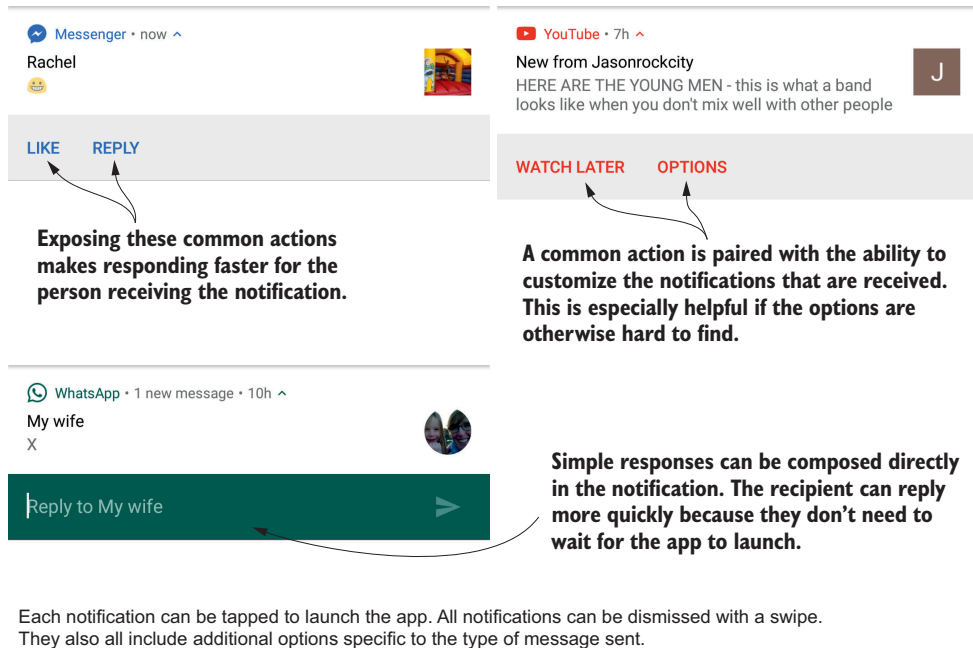 Messenger • now
Rachel
LIKE REPLY
Exposing these common actions
makes responding faster for the
person receiving the notification.
YouTube • 7h
New from Jasonrockcity
HERE ARE THE YOUNG MEN - this is what a band
looks like when you don't mix well with other people
J
WATCH LATER OPTIONS
A common action is paired with the ability to
customize the notifications that are received.
This is especially helpful if the options are
otherwise hard to find.
WhatsApp • 1 new message • 10h
My wife
X
Reply to My wife
Simple responses can be composed directly
in the notification. The recipient can reply
more quickly because they don’t need to
wait for the app to launch.
Each notification can be tapped to launch the app. All notifications can be dismissed with a swipe.
They also all include additional options specific to the type of message sent.